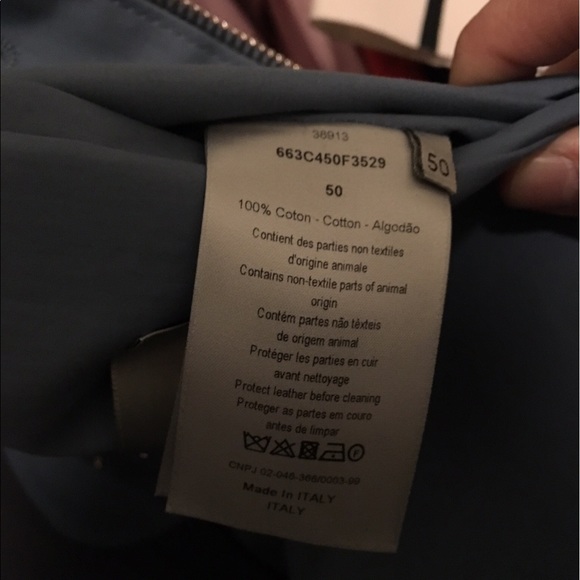 38913
663C450F3529
50
50
100% Coton - Cotton - Algodão
Contient des parties non textiles
d'origine animale
Contains non-textile parts of animal
origin
Contém partes não têxteis
de origem animal
Protéger les parties en cuir
avant nettoyage
Protect leather before cleaning
Proteger as partes em couro
antes de limpar
F
CNPJ
Made In ITALY
ITALY